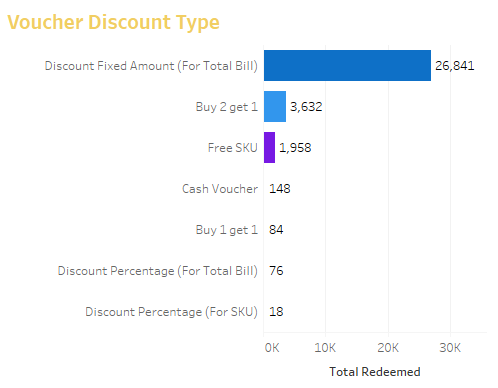 Voucher Discount Type
Discount Fixed Amount (For Total Bill) 26,841
Buy 2 get 1 3,632
Free SKU 1,958
Cash Voucher 148
Buy 1 get 1 84
Discount Percentage (For Total Bill) 76
Discount Percentage (For SKU) 18
0K 10K 20K 30K
Total Redeemed